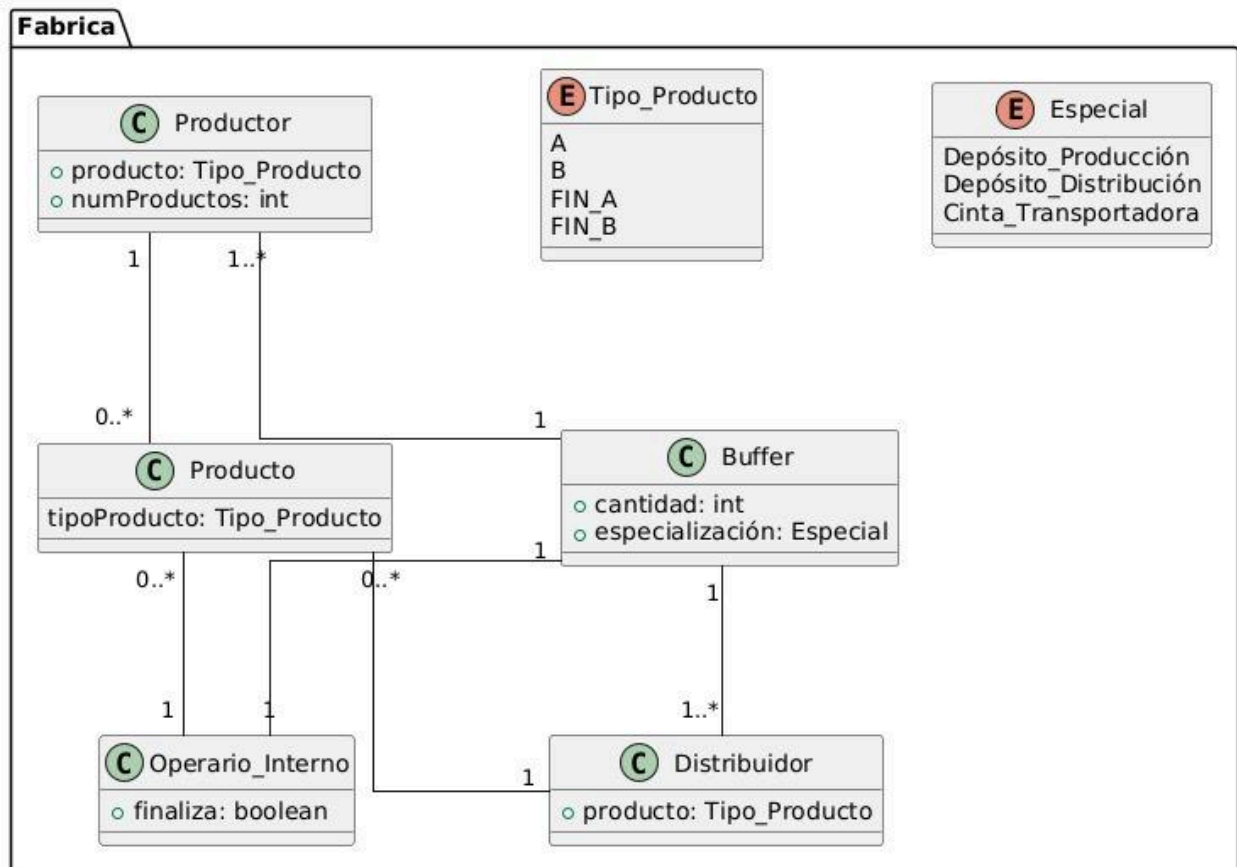 Fabrica
C Productor
producto: Tipo_Producto
numProductos: int
E Tipo_Producto
A
B
FIN_A
FIN_B
E Especial
Depósito_Producción
Depósito_Distribución
Cinta_Transportadora
1
1..*
0..*
1
C Producto
tipoProducto: Tipo_Producto
C Buffer
cantidad: int
especialización: Especial
0..*
0..*
1
1
1
1
1..*
1
C Operario_Interno
finaliza: boolean
C Distribuidor
producto: Tipo_Producto